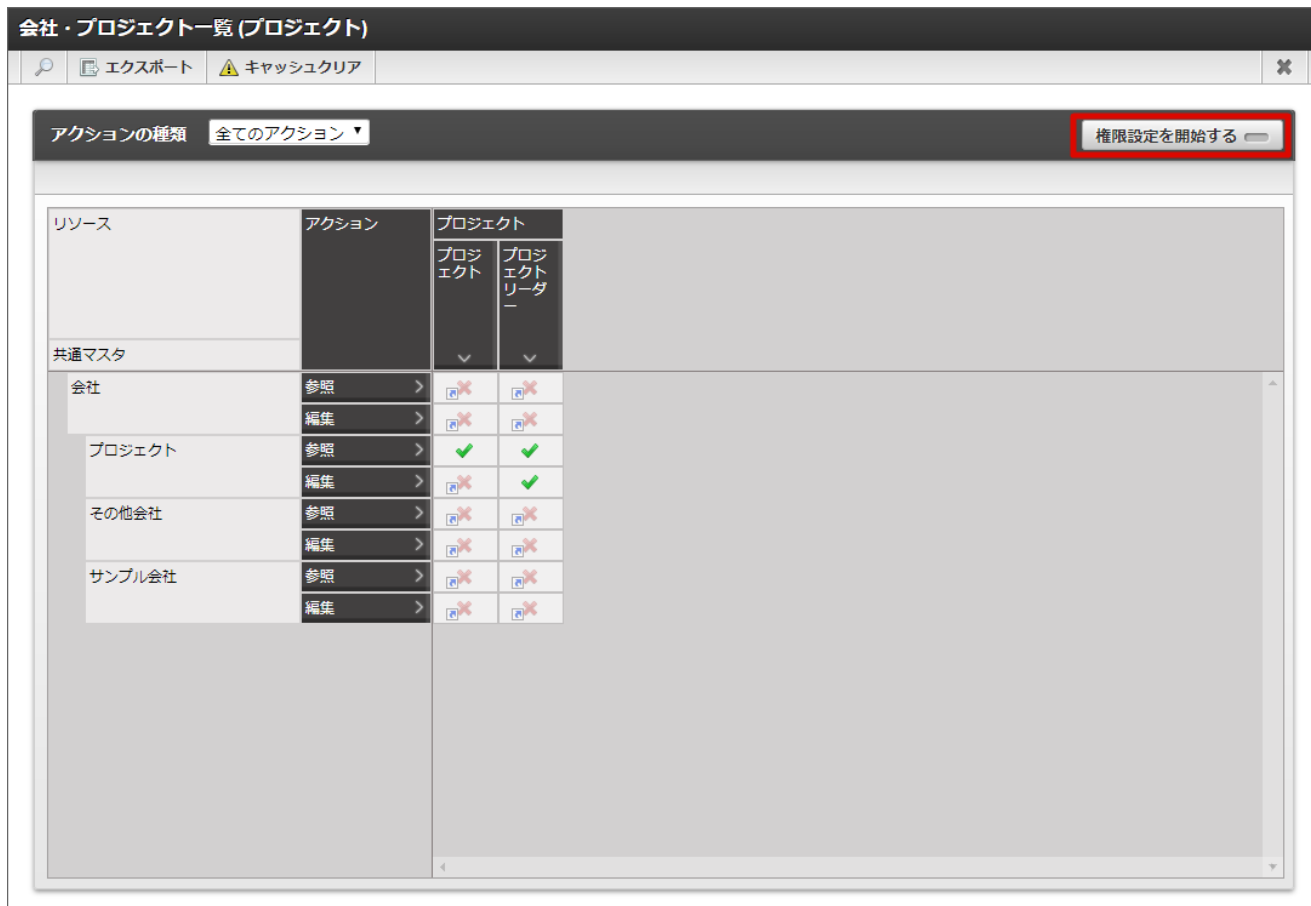 会社・プロジェクト一覧 (プロジェクト)
エクスポート キャッシュクリア
アクションの種類 全てのアクション 権限設定を開始する
リソース アクション プロジェクト
プロジ
ェクト
プロジ
ェクト
リーダ
ー
共通マスタ
会社 参照
編集
プロジェクト 参照
編集
その他会社 参照
編集
サンプル会社 参照
編集